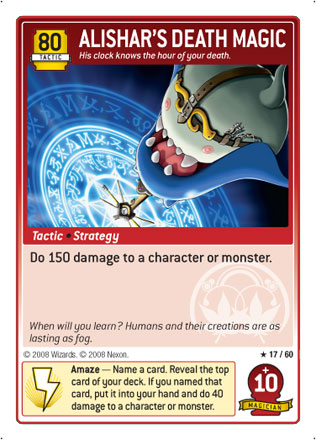 80
TACTIC
ALISHAR'S DEATH MAGIC
His clock knows the hour of your death.
Tactic • Strategy
Do 150 damage to a character or monster.
When will you learn? Humans and their creations are as
lasting as fog.
© 2008 Wizards. © 2008 Nexon.
★ 17 / 60
Amaze — Name a card. Reveal the top
card of your deck. If you named that
card, put it into your hand and do 40
damage to a character or monster.
+
10
MAGICIAN